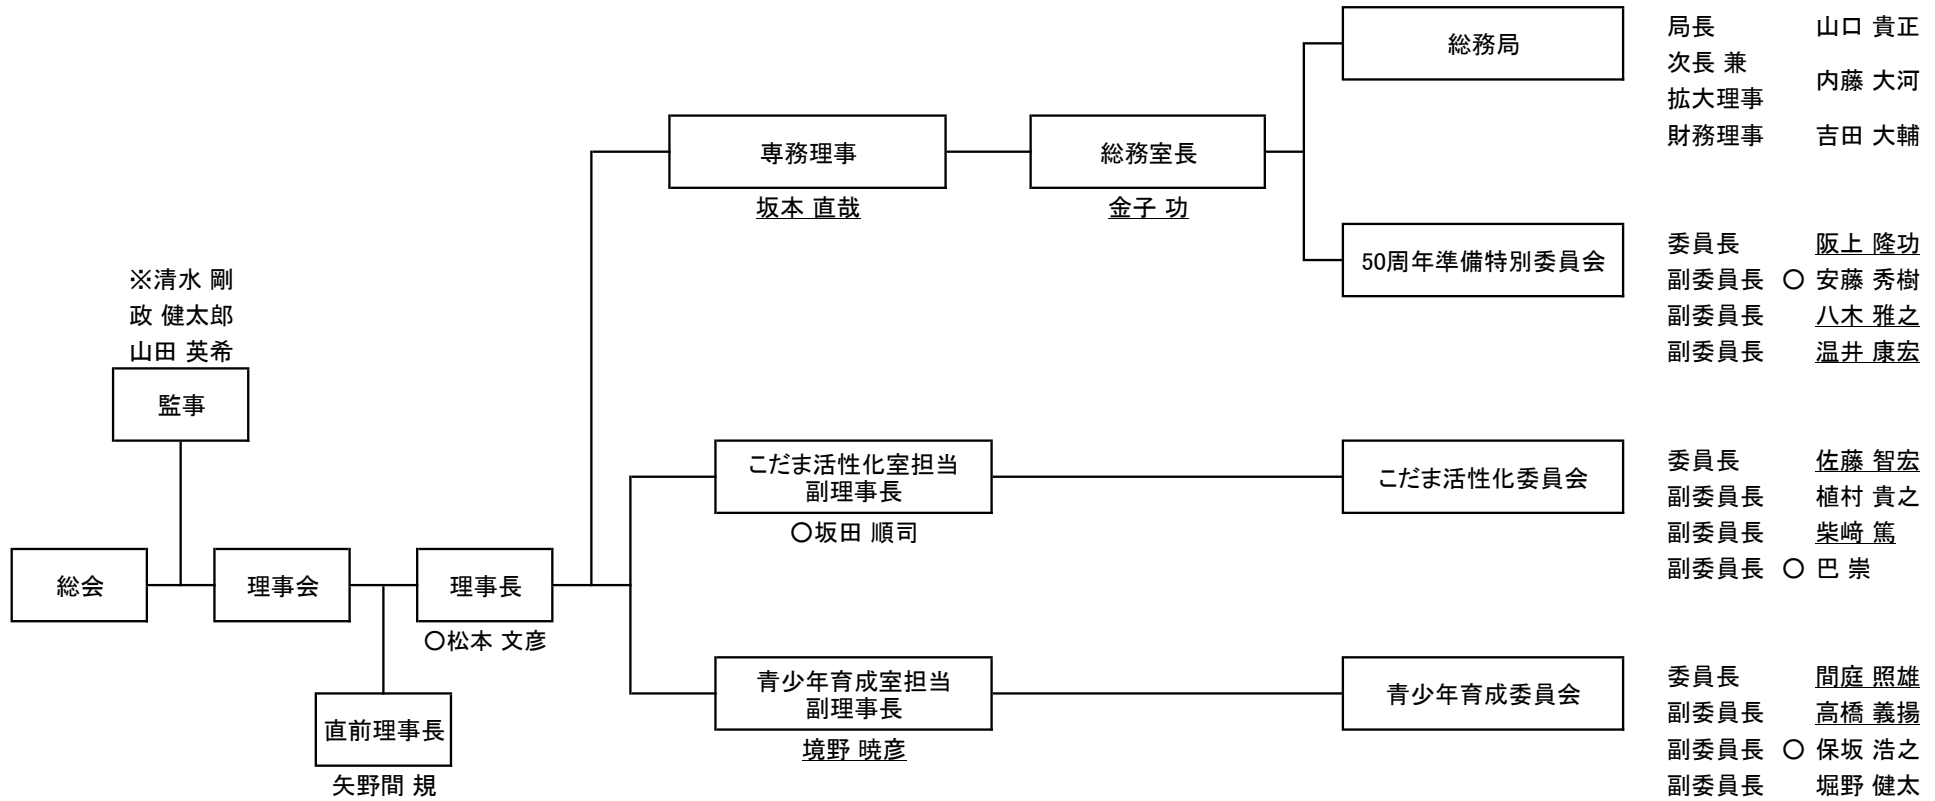 総務局
局長 山口 貴正
次長 兼
拡大理事
内藤 大河
財務理事 吉田 大輔
専務理事
坂本 直哉
総務室長
金子 功
50周年準備特別委員会
委員長 阪上 隆功
副委員長 〇 安藤 秀樹
副委員長 八木 雅之
副委員長 温井 康宏
※清水 剛
政 健太郎
山田 英希
監事
こだま活性化室担当
副理事長
〇坂田 順司
こだま活性化委員会
委員長 佐藤 智宏
副委員長 植村 貴之
副委員長 柴﨑 篤
副委員長 〇 巴 崇
総会
理事会
理事長
〇松本 文彦
直前理事長
矢野間 規
青少年育成室担当
副理事長
境野 暁彦
青少年育成委員会
委員長 間庭 照雄
副委員長 高橋 義揚
副委員長 〇 保坂 浩之
副委員長 堀野 健太